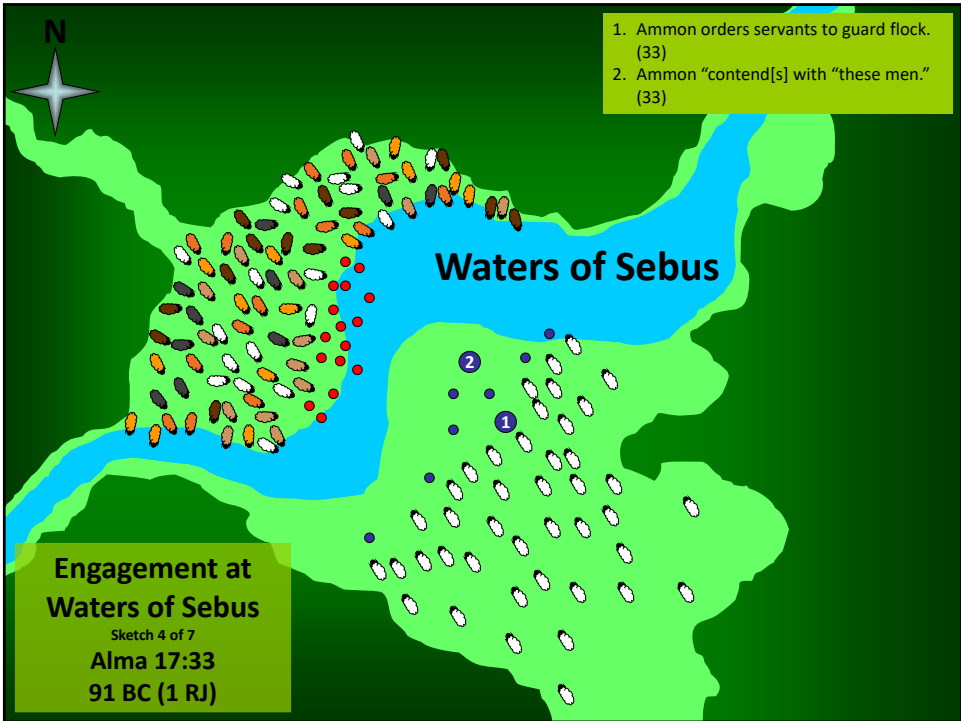 N
1. Ammon orders servants to guard flock.
(33)
2. Ammon “contend[s] with “these men.”
(33)
Waters of Sebus
2
1
Engagement at
Waters of Sebus
Sketch 4 of 7
Alma 17:33
91 BC (1 RJ)